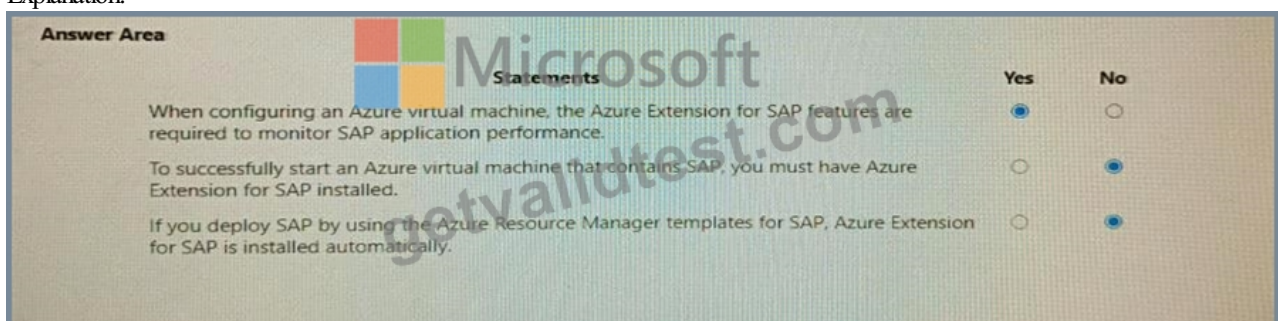 Explanation:
Answer Area
Microsoft
Statements
Yes
No
When configuring an Azure virtual machine, the Azure Extension for SAP features are
required to monitor SAP application performance.
To successfully start an Azure virtual machine that contains SAP, you must have Azure
Extension for SAP installed.
If you deploy SAP by using the Azure Resource Manager templates for SAP, Azure Extension
for SAP is installed automatically.
getvalidtest.com